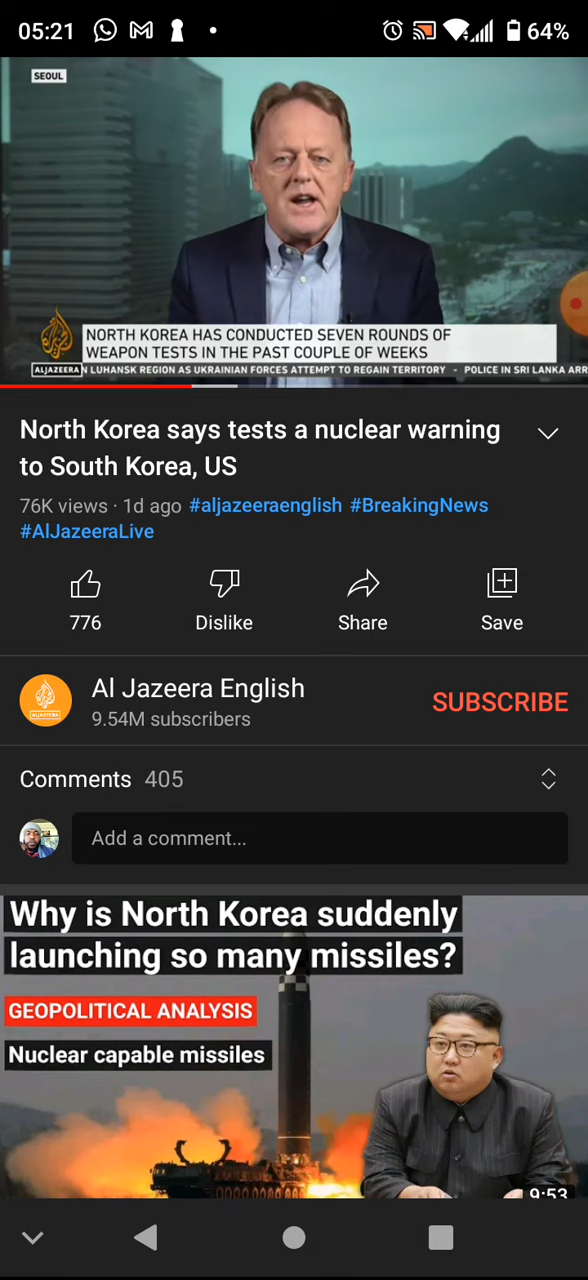 05:21
64%
SEOUL
NORTH KOREA HAS CONDUCTED SEVEN ROUNDS OF
WEAPON TESTS IN THE PAST COUPLE OF WEEKS
ALJAZEERA
N LUHANSK REGION AS UKRAINIAN FORCES ATTEMPT TO REGAIN TERRITORY - POLICE IN SRI LANKA ARR
North Korea says tests a nuclear warning
to South Korea, US
76K views · 1d ago #aljazeeraenglish #BreakingNews
#AlJazeeraLive
776 Dislike Share Save
Al Jazeera English
9.54M subscribers
SUBSCRIBE
ALJAZEERA
Comments 405
Add a comment...
Why is North Korea suddenly
launching so many missiles?
GEOPOLITICAL ANALYSIS
Nuclear capable missiles
9:53